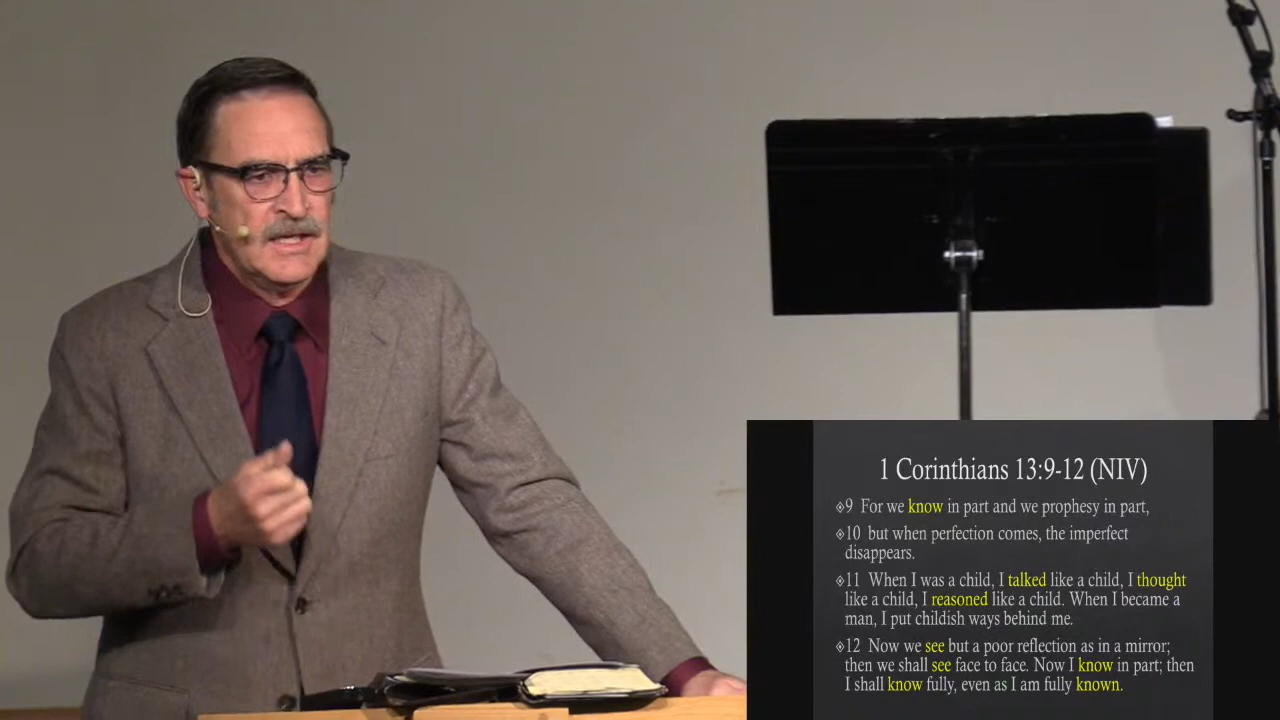 1 Corinthians 13:9-12 (NIV)
9 For we know in part and we prophesy in part,
10 but when perfection comes, the imperfect
disappears.
11 When I was a child, I talked like a child, I thought
like a child, I reasoned like a child. When I became a
man, I put childish ways behind me.
12 Now we see but a poor reflection as in a mirror;
then we shall see face to face. Now I know in part; then
I shall know fully, even as I am fully known.